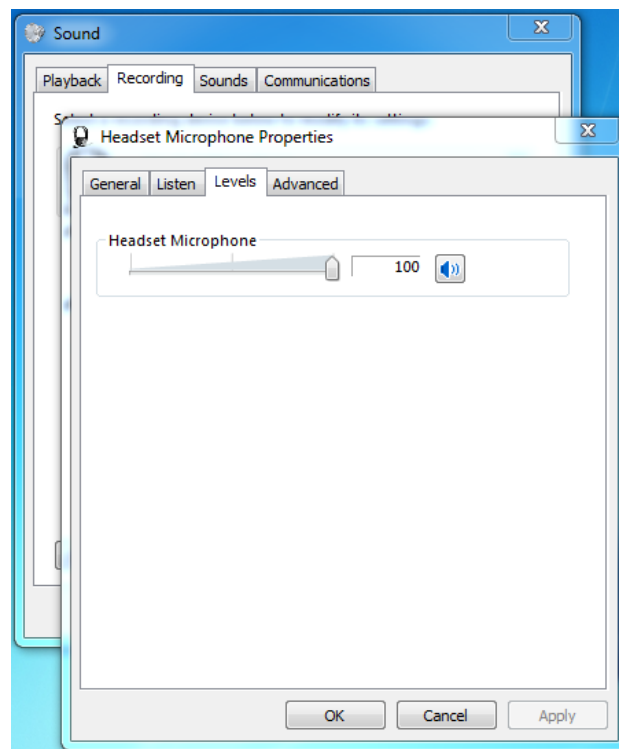 Sound
Playback Recording Sounds Communications
Headset Microphone Properties
General Listen Levels Advanced
Headset Microphone
100
OK Cancel Apply